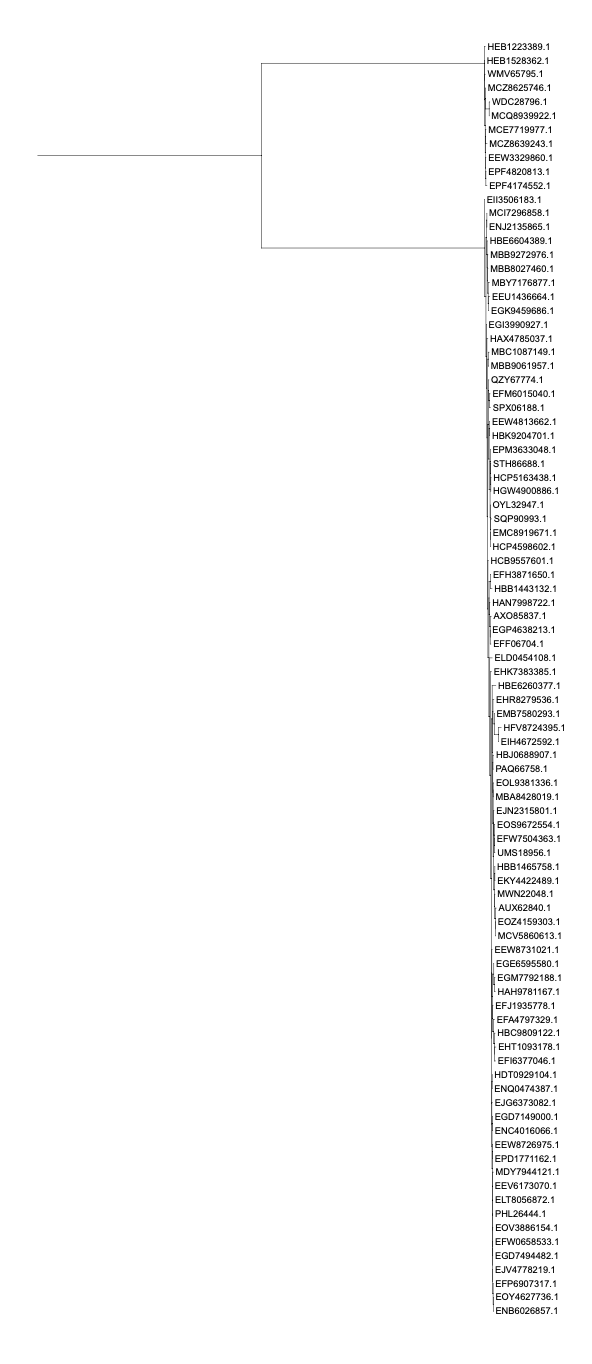 HEB1223389.1
HEB1528362.1
WMV65795.1
MCZ8625746.1
WDC28796.1
MCQ8939922.1
MCE7719977.1
MCZ8639243.1
EEW3329860.1
EPF4820813.1
EPF4174552.1
EII3506183.1
MCI7296858.1
ENJ2135865.1
HBE6604389.1
MBB9272976.1
MBB8027460.1
MBY7176877.1
EEU1436664.1
EGK9459686.1
EGI3990927.1
HAX4785037.1
MBC1087149.1
MBB9061957.1
QZY67774.1
EFM6015040.1
SPX06188.1
EEW4813662.1
HBK9204701.1
EPM3633048.1
STH86688.1
HCP5163438.1
HGW4900886.1
OYL32947.1
SQP90993.1
EMC8919671.1
HCP4598602.1
HCB9557601.1
EFH3871650.1
HBB1443132.1
HAN7998722.1
AXO85837.1
EGP4638213.1
EFF06704.1
ELD0454108.1
EHK7383385.1
HBE6260377.1
EHR8279536.1
EMB7580293.1
HFV8724395.1
EIH4672592.1
HBJ0688907.1
PAQ66758.1
EOL9381336.1
MBA8428019.1
EJN2315801.1
EOS9672554.1
EFW7504363.1
UMS18956.1
HBB1465758.1
EKY4422489.1
MWN22048.1
AUX62840.1
EOZ4159303.1
MCV5860613.1
EEW8731021.1
EGE6595580.1
EGM7792188.1
HAH9781167.1
EFJ1935778.1
EFA4797329.1
HBC9809122.1
EHT1093178.1
EFI6377046.1
HDT0929104.1
ENQ0474387.1
EJG6373082.1
EGD7149000.1
ENC4016066.1
EEW8726975.1
EPD1771162.1
MDY7944121.1
EEV6173070.1
ELT8056872.1
PHL26444.1
EOV3886154.1
EFW0658533.1
EGD7494482.1
EJV4778219.1
EFP6907317.1
EOY4627736.1
ENB6026857.1